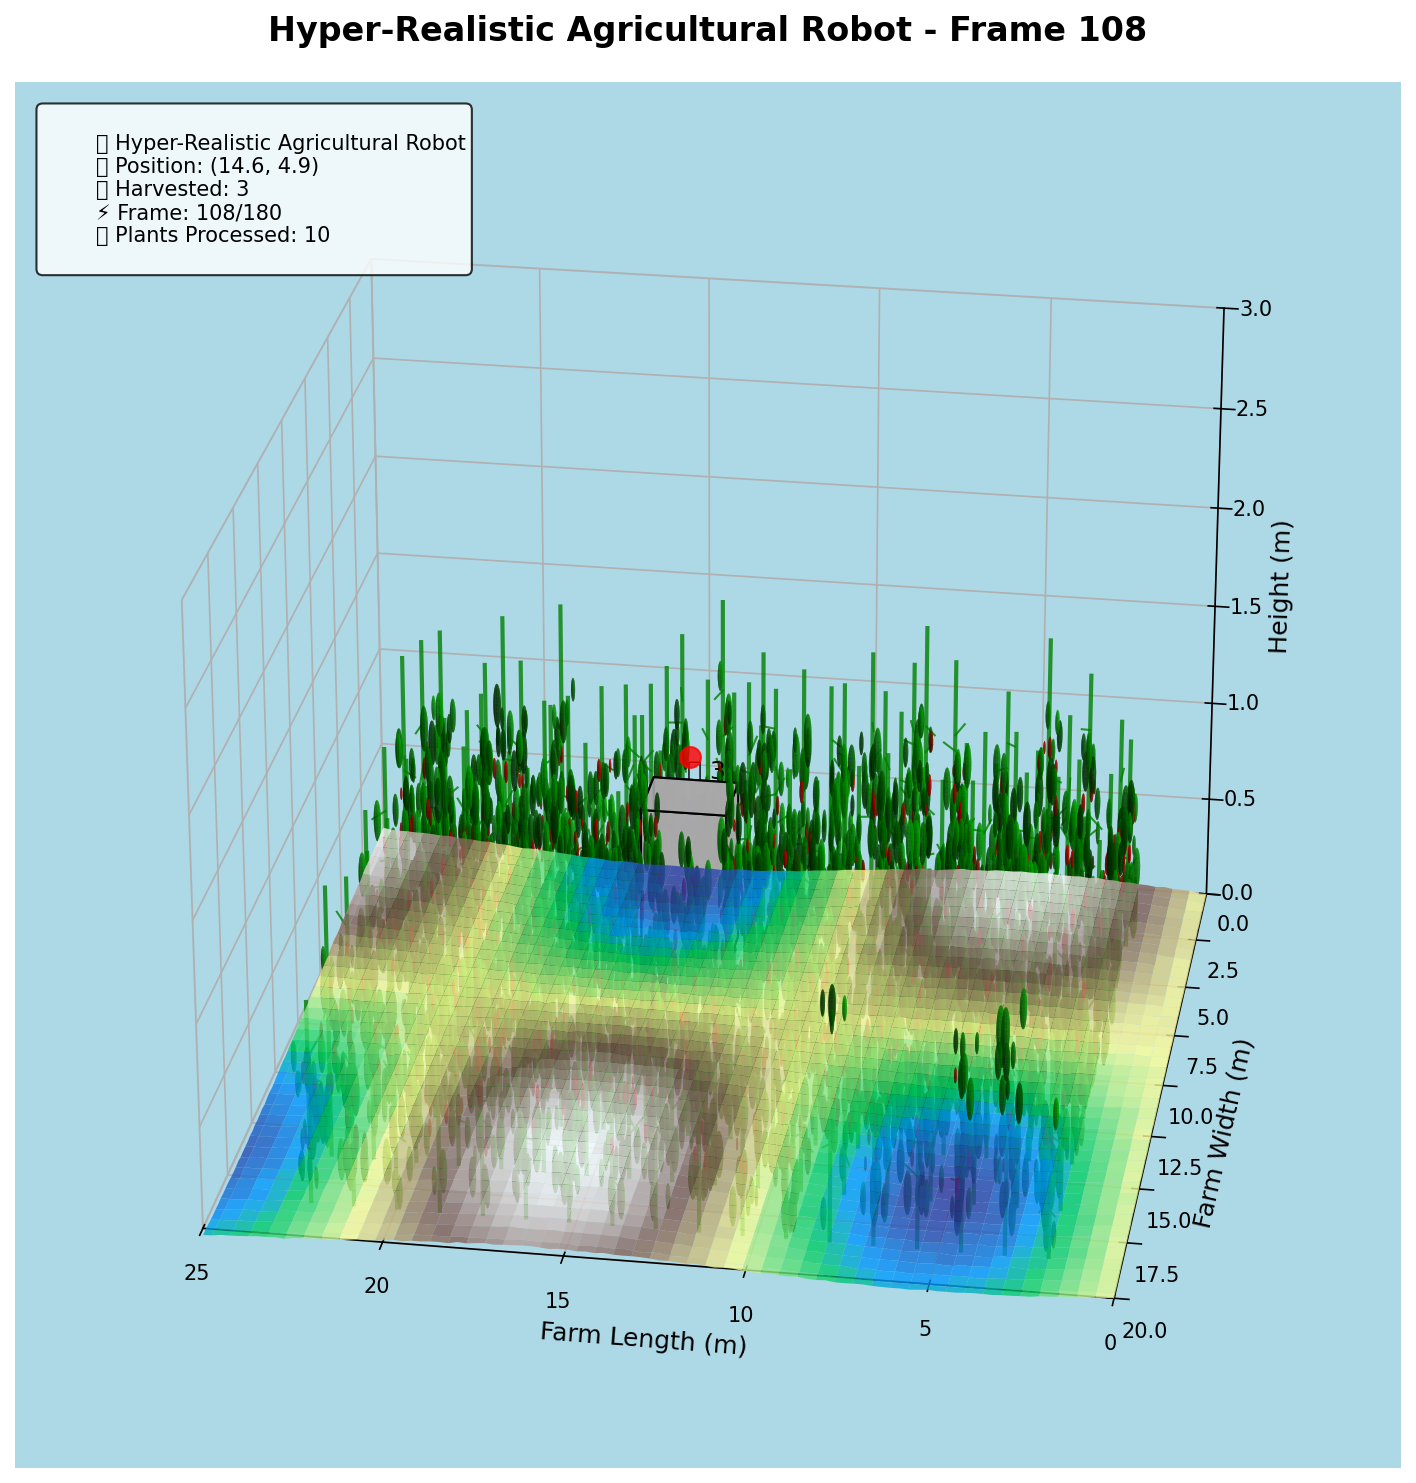 Hyper-Realistic Agricultural Robot - Frame 108
▯ Hyper-Realistic Agricultural Robot
▯ Position: (14.6, 4.9)
▯ Harvested: 3
⚡ Frame: 108/180
▯ Plants Processed: 10
3.0
2.5
2.0
1.5
1.0
0.5
0.0
Height (m)
3
0.0
2.5
5.0
7.5
10.0
12.5
15.0
17.5
20.0
Farm Width (m)
25
20
15
10
5
0
Farm Length (m)